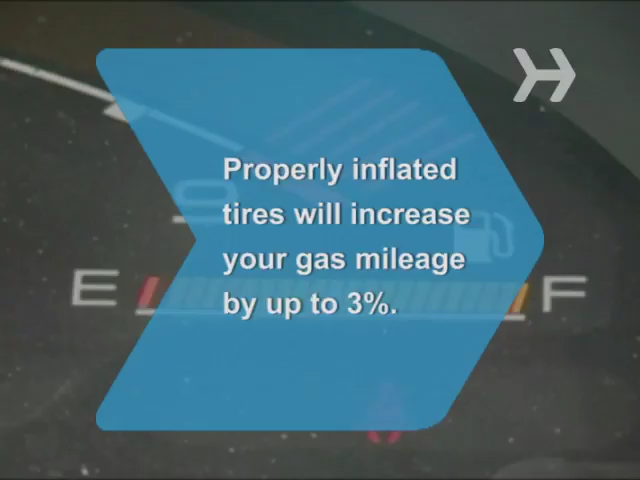 Properly inflated
tires will increase
your gas mileage
by up to 3%.
E F